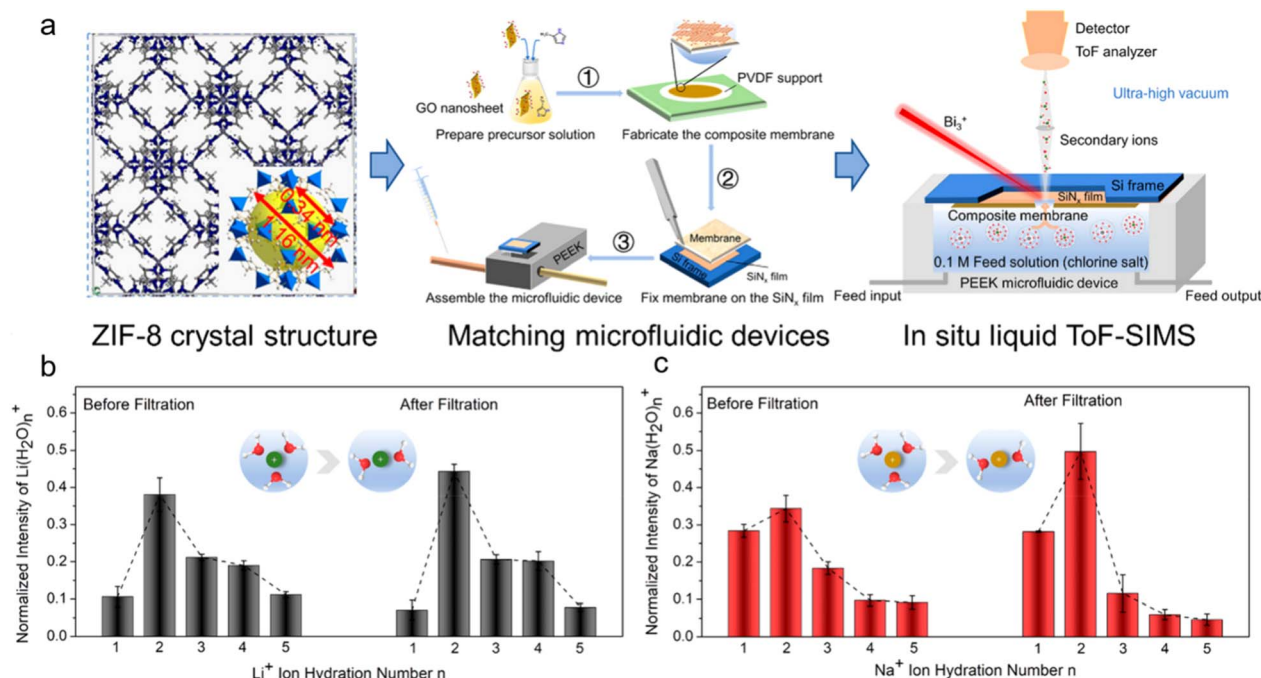 a
0.34 nm
1.16 nm
GO nanosheet
Prepare precursor solution
①
PVDF support
Fabricate the composite membrane
②
Membrane
Si frame
SiNₓ film
Fix membrane on the SiNₓ film
③
PEEK
Assemble the microfluidic device
Detector
ToF analyzer
Ultra-high vacuum
Bi₃⁺
Secondary ions
Si frame
SiNₓ film
Composite membrane
0.1 M Feed solution (chlorine salt)
PEEK microfluidic device
Feed input
Feed output
ZIF-8 crystal structure
Matching microfluidic devices
In situ liquid ToF-SIMS
b
Normalized Intensity of Li(H₂O)ₙ⁺
0.6
0.5
0.4
0.3
0.2
0.1
0.0
Before Filtration
After Filtration
+
+
1 2 3 4 5
1 2 3 4 5
Li⁺ Ion Hydration Number n
c
Normalized Intensity of Na(H₂O)ₙ⁺
0.6
0.5
0.4
0.3
0.2
0.1
0.0
Before Filtration
After Filtration
+
+
1 2 3 4 5
1 2 3 4 5
Na⁺ Ion Hydration Number n